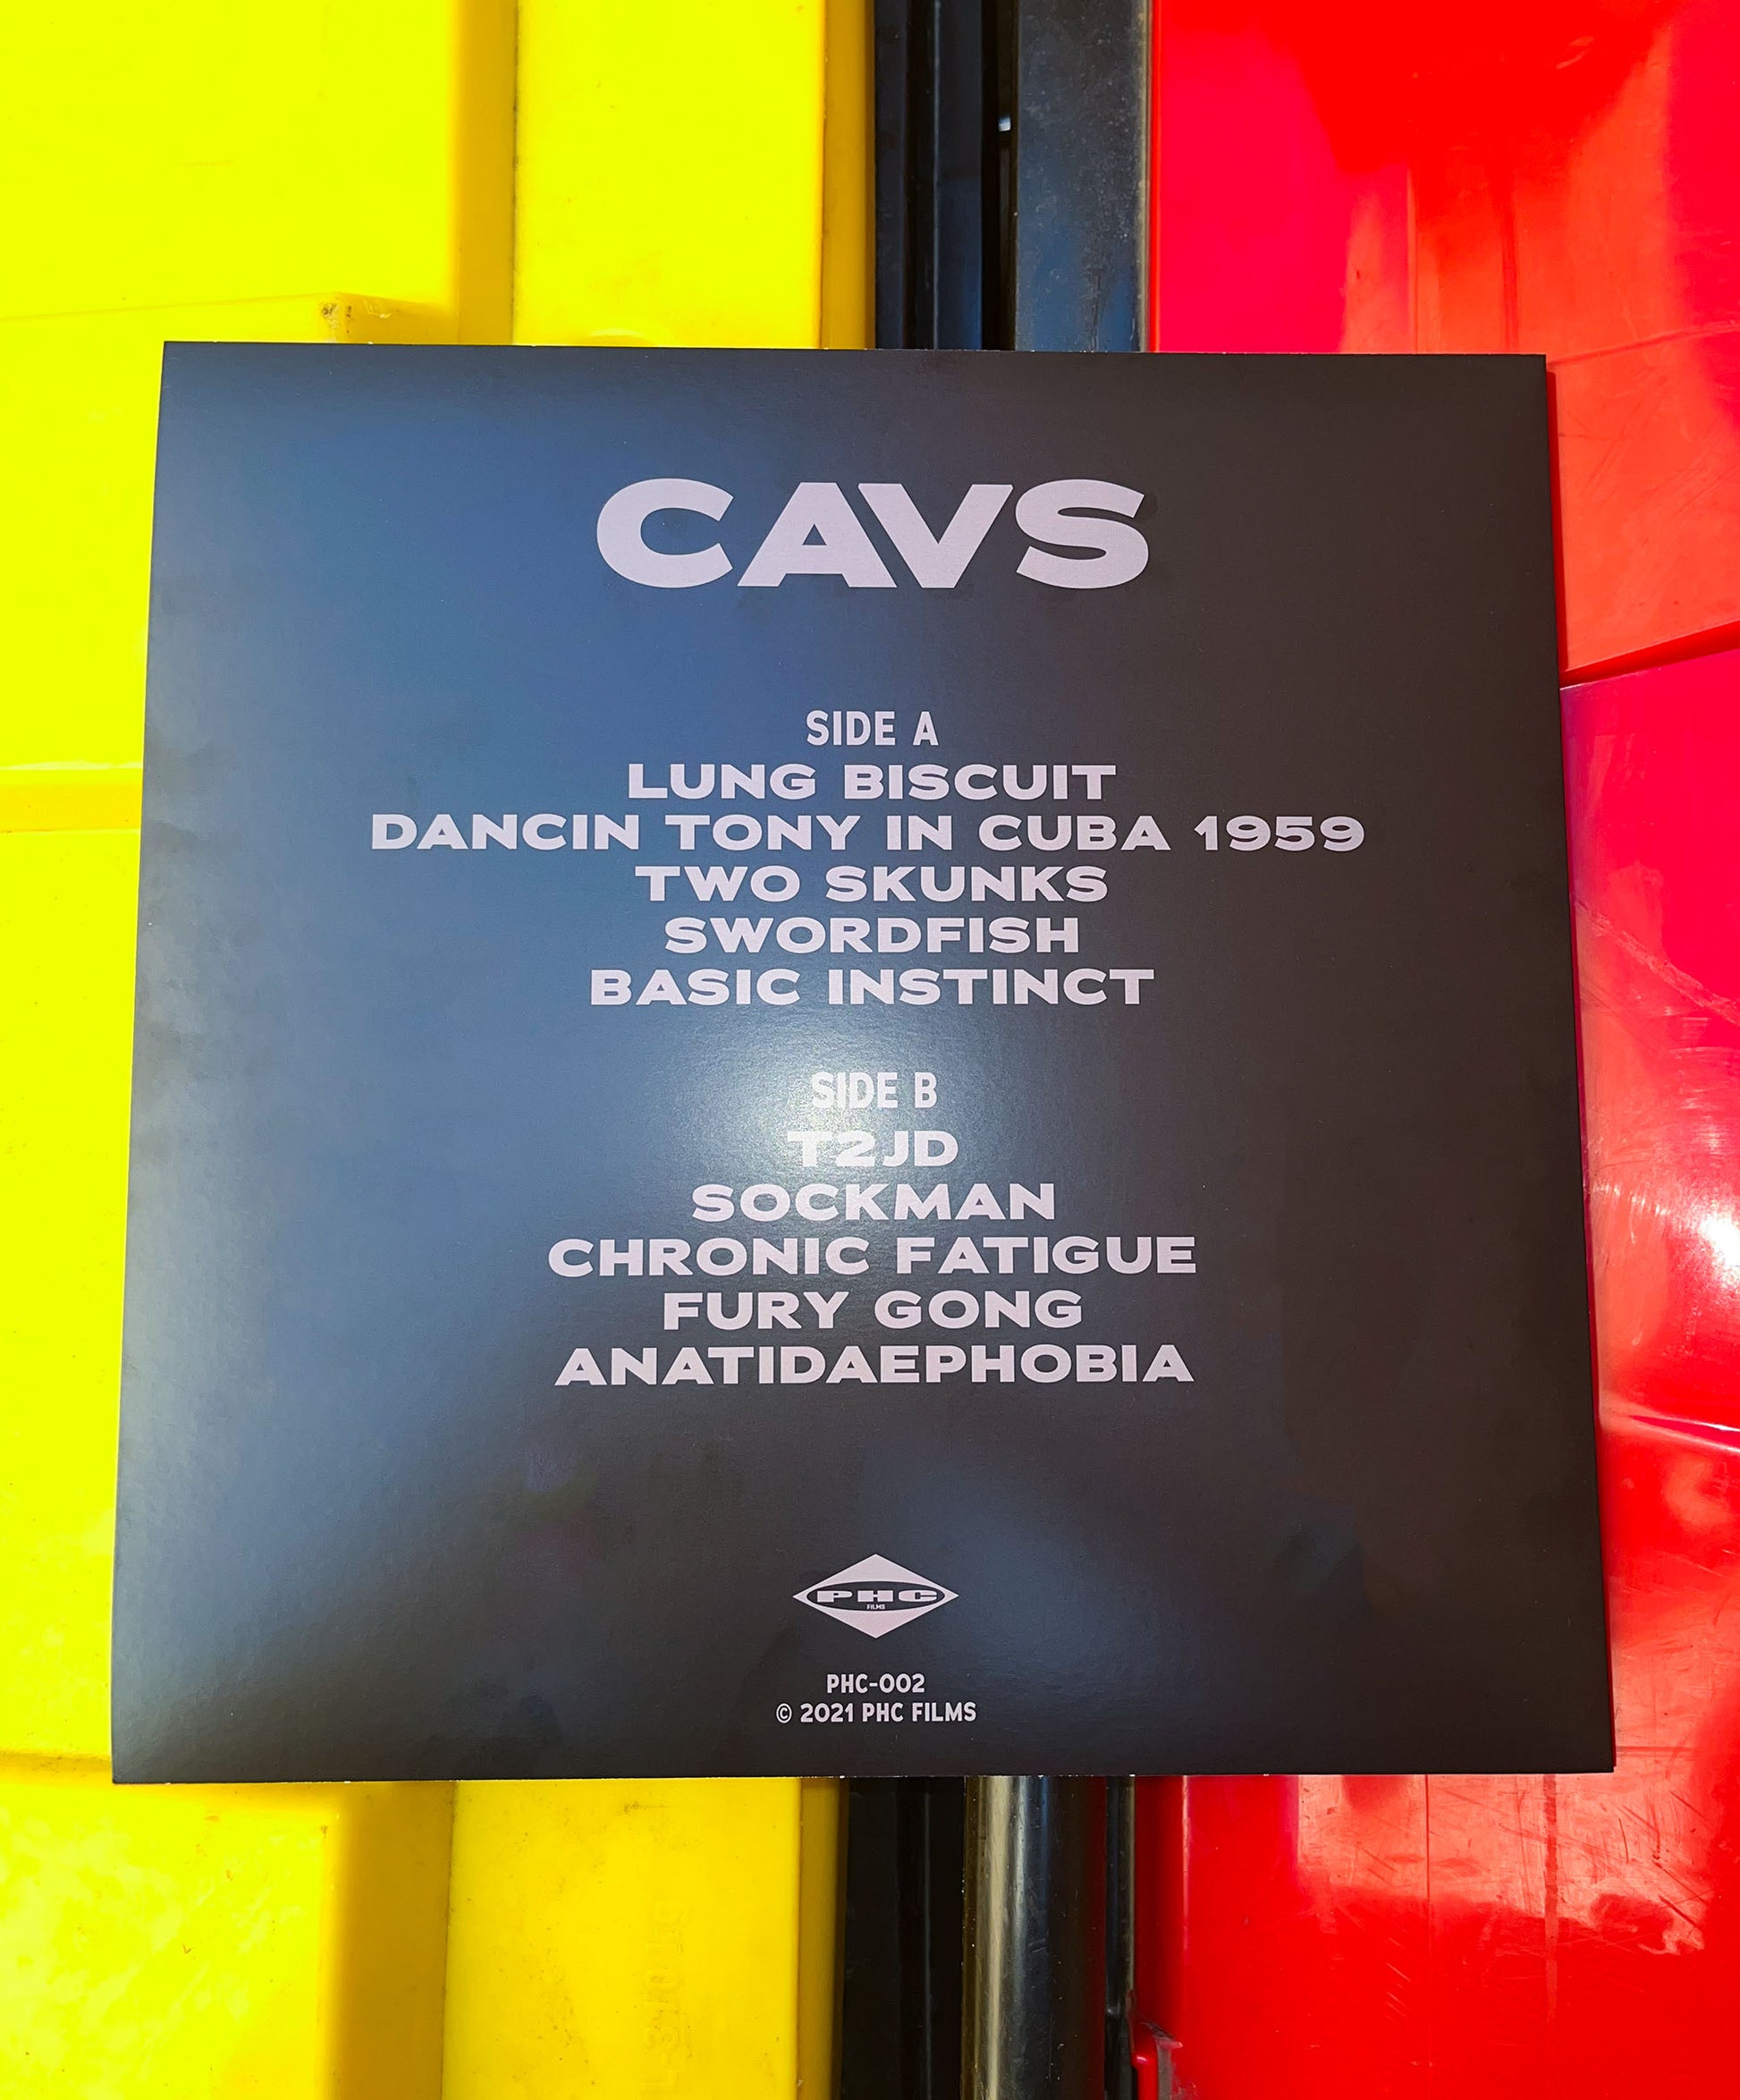 CAVS
SIDE A
LUNG BISCUIT
DANCIN TONY IN CUBA 1959
TWO SKUNKS
SWORDFISH
BASIC INSTINCT
SIDE B
T2JD
SOCKMAN
CHRONIC FATIGUE
FURY GONG
ANATIDAEPHOBIA
PHC
FILMS
PHC-002
© 2021 PHC FILMS